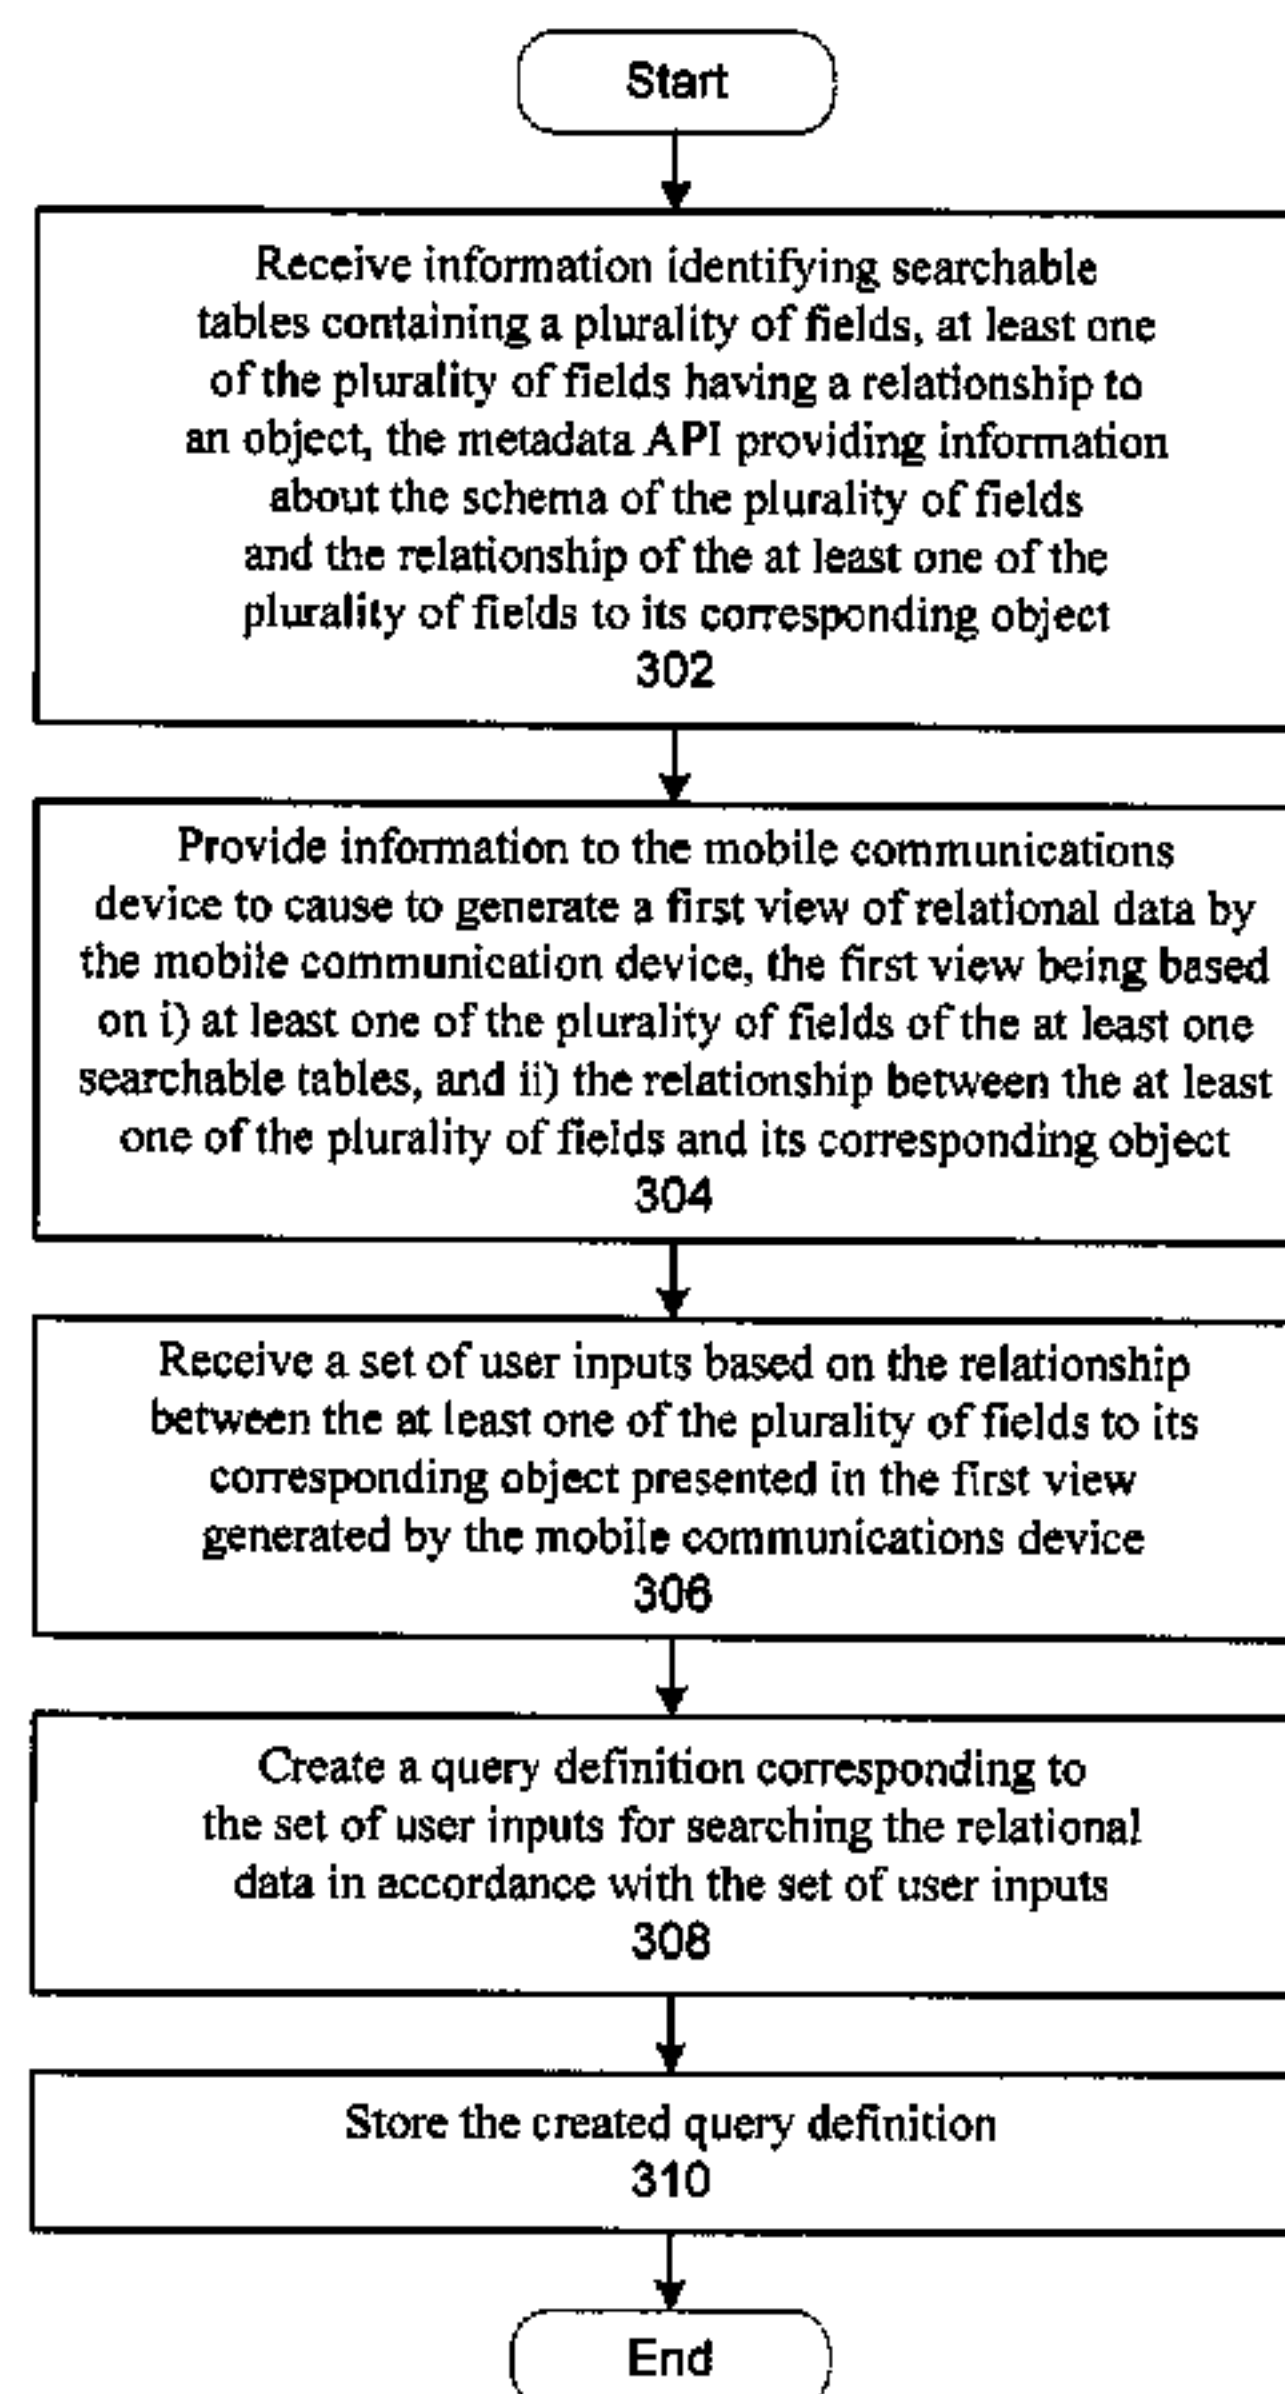 Start
Receive information identifying searchable
tables containing a plurality of fields, at least one
of the plurality of fields having a relationship to
an object, the metadata API providing information
about the schema of the plurality of fields
and the relationship of the at least one of the
plurality of fields to its corresponding object
302
Provide information to the mobile communications
device to cause to generate a first view of relational data by
the mobile communication device, the first view being based
on i) at least one of the plurality of fields of the at least one
searchable tables, and ii) the relationship between the at least
one of the plurality of fields and its corresponding object
304
Receive a set of user inputs based on the relationship
between the at least one of the plurality of fields to its
corresponding object presented in the first view
generated by the mobile communications device
306
Create a query definition corresponding to
the set of user inputs for searching the relational
data in accordance with the set of user inputs
308
Store the created query definition
310
End